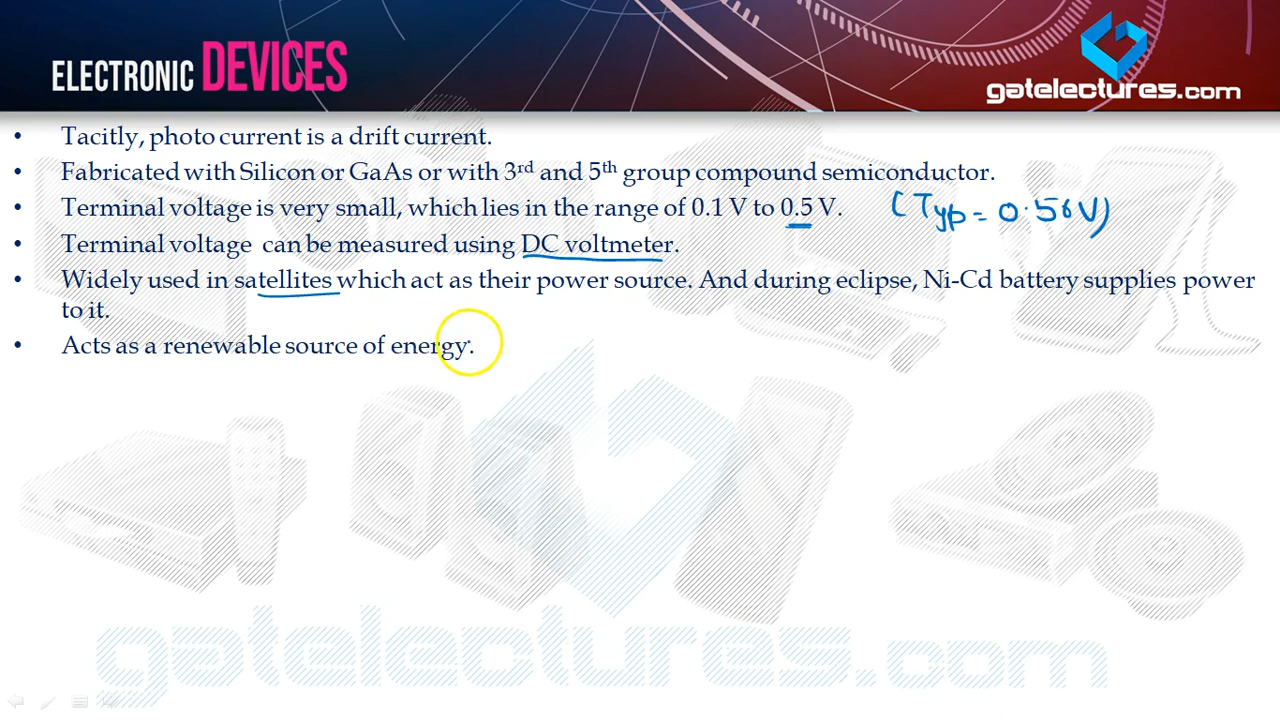 ELECTRONIC DEVICES
gatelectures.com
• Tacitly, photo current is a drift current.
• Fabricated with Silicon or GaAs or with 3rd and 5th group compound semiconductor.
• Terminal voltage is very small, which lies in the range of 0.1 V to 0.5 V. (Typ = 0.56V)
• Terminal voltage can be measured using DC voltmeter.
• Widely used in satellites which act as their power source. And during eclipse, Ni-Cd battery supplies power
to it.
• Acts as a renewable source of energy.
gatelectures.com